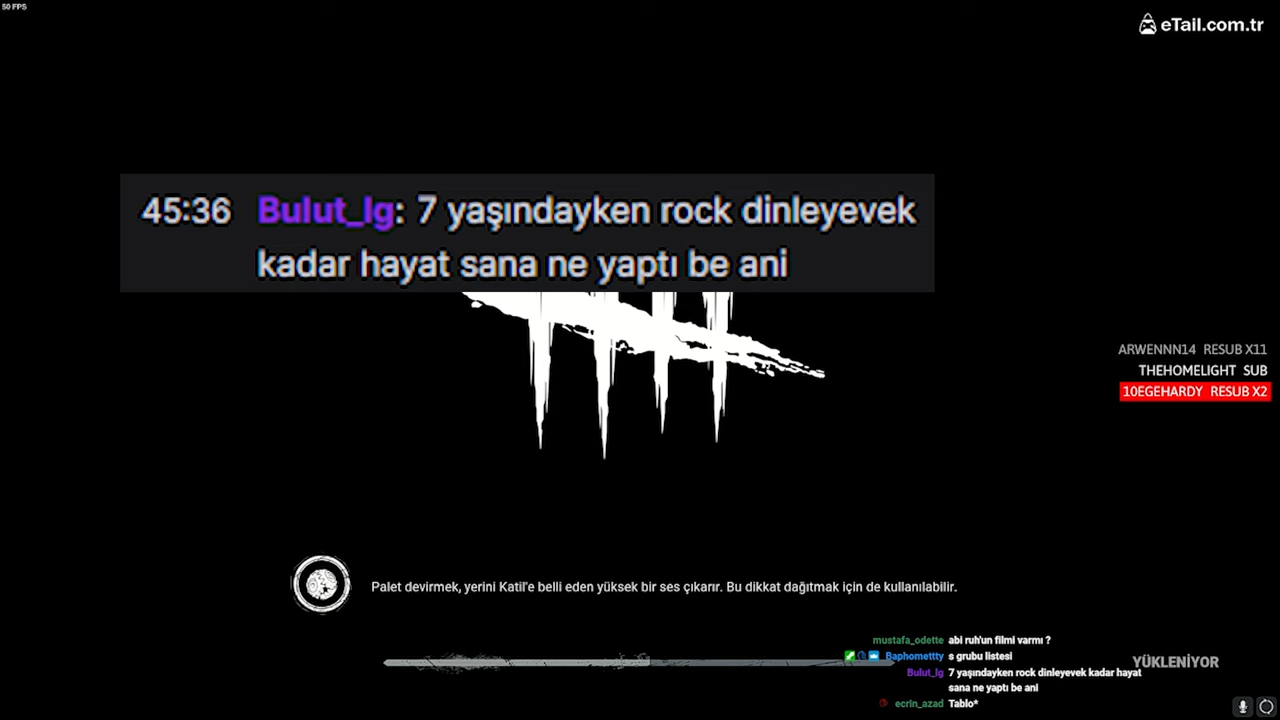 50 FPS
eTail.com.tr
45:36 Bulut_lg: 7 yaşındayken rock dinleyevek
kadar hayat sana ne yaptı be ani
ARWENNN14 RESUB X11
THEHOMELIGHT SUB
10EGEHARDY RESUB X2
Palet devirmek, yerini Katil'e belli eden yüksek bir ses çıkarır. Bu dikkat dağıtmak için de kullanılabilir.
mustafa_odette abi ruh'un filmi varmı ?
Baphomettty s grubu listesi
Bulut_lg 7 yaşındayken rock dinleyevek kadar hayat
sana ne yaptı be ani
ecrin_azad Tablo*
YÜKLENİYOR